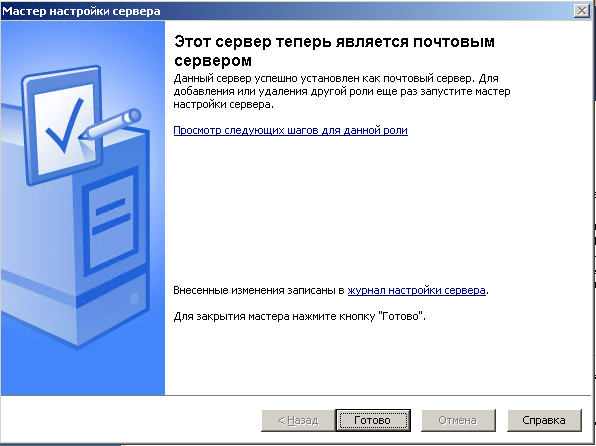 Мастер настройки сервера
Этот сервер теперь является почтовым
сервером
Данный сервер успешно установлен как почтовый сервер. Для
добавления или удаления другой роли еще раз запустите мастер
настройки сервера.
Просмотр следующих шагов для данной роли
Внесенные изменения записаны в журнал настройки сервера.
Для закрытия мастера нажмите кнопку "Готово".
< Назад Готово Отмена Справка